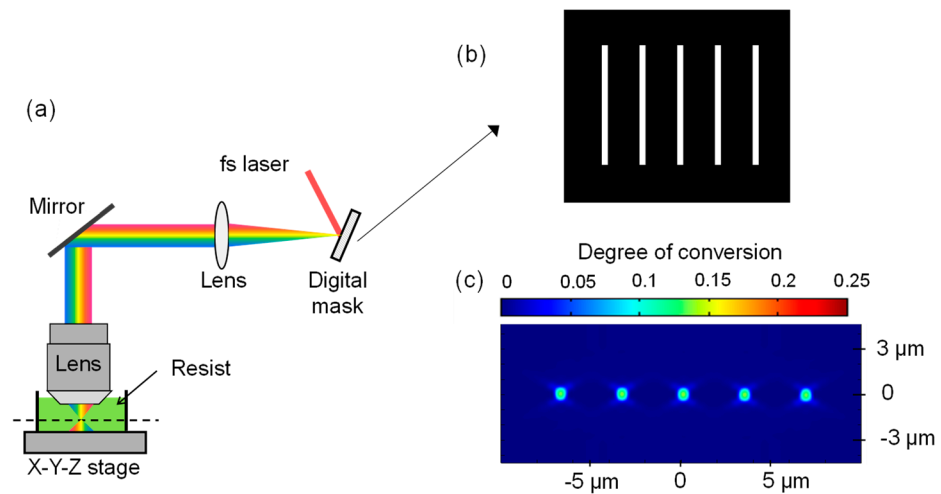 (a)
fs laser
Mirror
Lens
Digital
mask
Lens
Resist
X-Y-Z stage
(b)
(c)
Degree of conversion
0 0.05 0.1 0.15 0.2 0.25
3 µm
0
-3 µm
-5 µm 0 5 µm